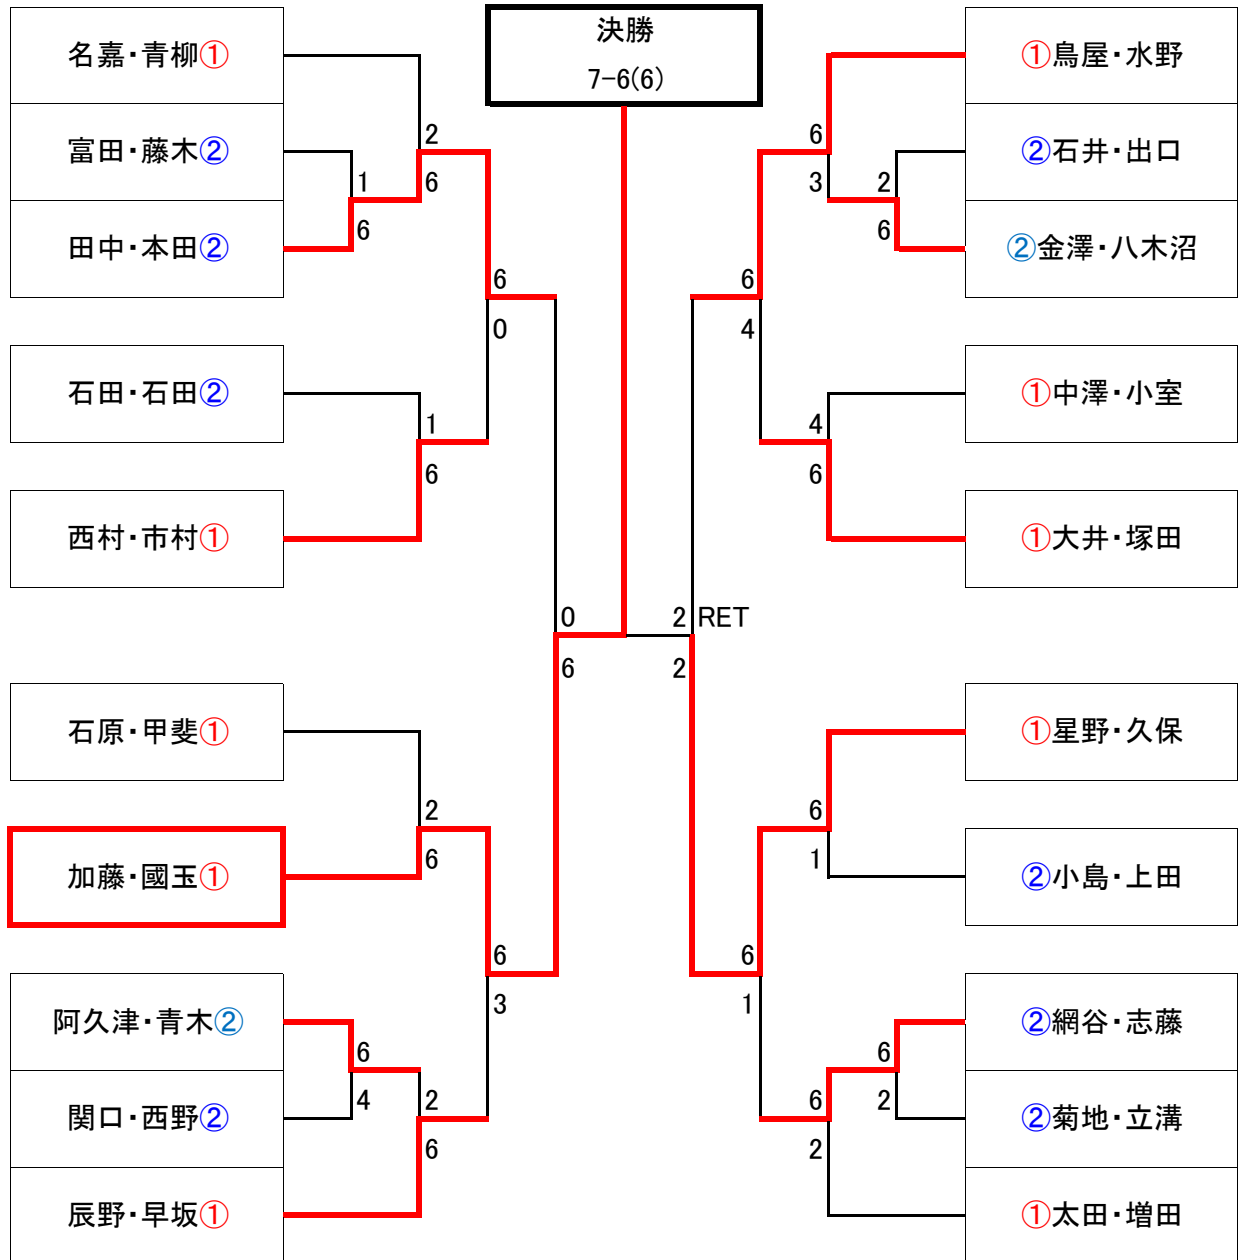 決勝
7-6(6)
名嘉・青柳①
富田・藤木②
田中・本田②
石田・石田②
西村・市村①
石原・甲斐①
加藤・國玉①
阿久津・青木②
関口・西野②
辰野・早坂①
2
1
6
6
6
0
1
6
0
6
2
6
6
3
6
4
2
6
①鳥屋・水野
②石井・出口
②金澤・八木沼
①中澤・小室
①大井・塚田
①星野・久保
②小島・上田
②網谷・志藤
②菊地・立溝
①太田・増田
6
3
2
6
6
4
4
6
2 RET
2
6
1
6
1
6
2
6
2